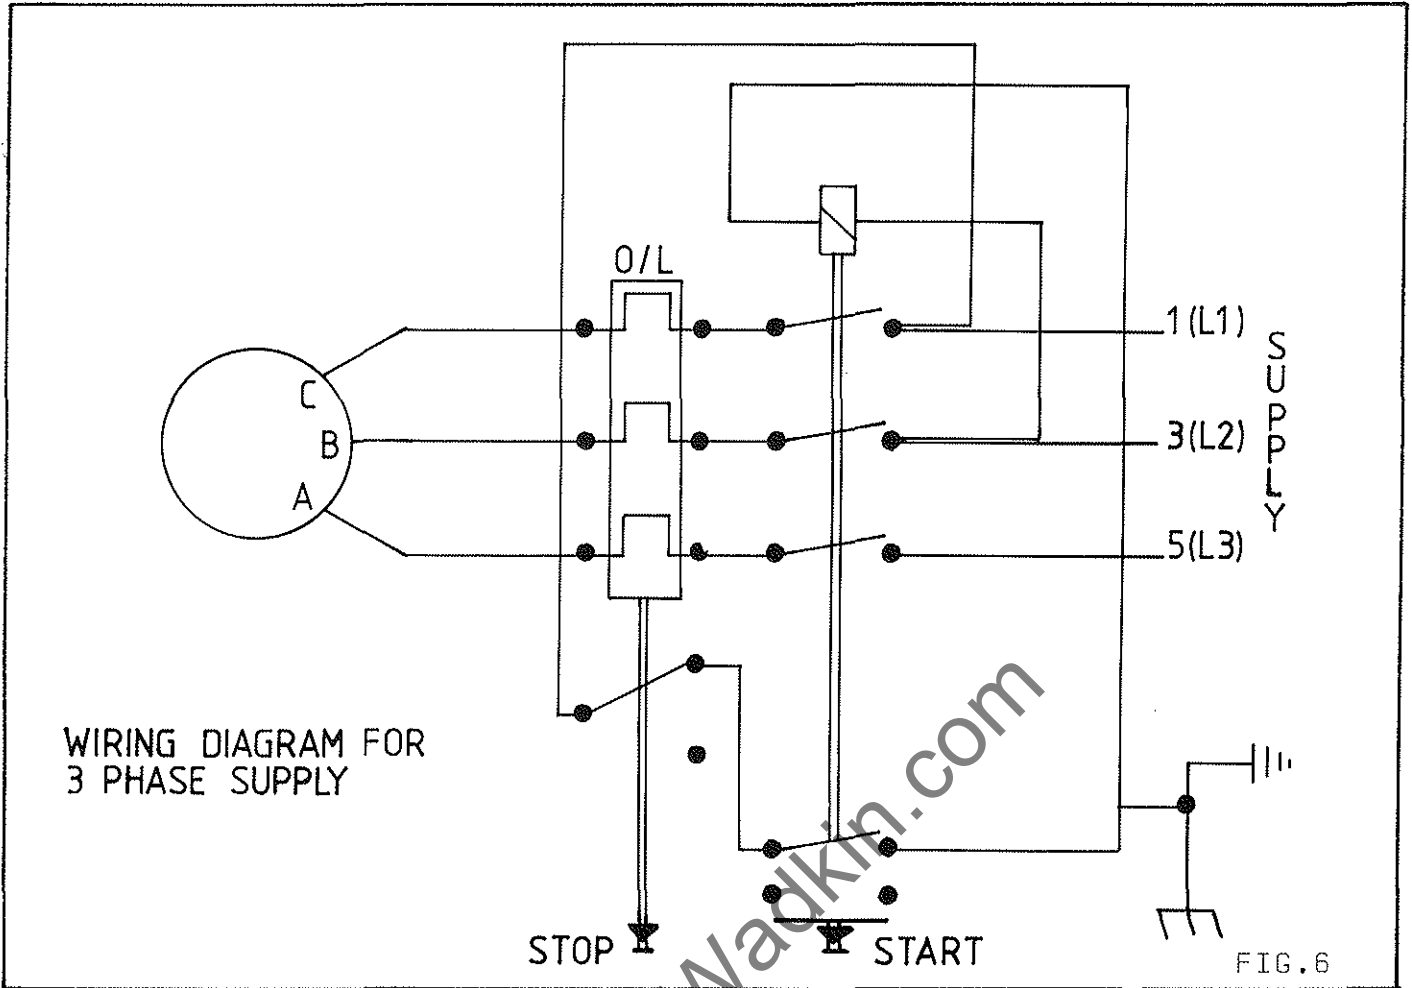 O/L
1(L1)
C
B
3(L2)
A
5(L3)
SUPPLY
WIRING DIAGRAM FOR
3 PHASE SUPPLY
STOP
START
FIG.6
Wadkin.com